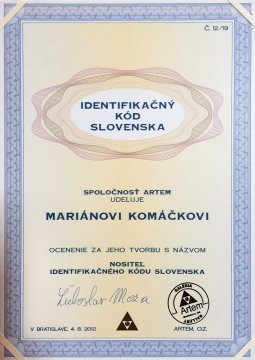 Č. 12/19
IDENTIFIKAČNÝ
KÓD
SLOVENSKA
SPOLOČNOSŤ ARTEM
UDEĽUJE
MARIÁNOVI KOMÁČKOVI
OCENENIE ZA JEHO TVORBU S NÁZVOM
NOSITEĽ
IDENTIFIKAČNÉHO KÓDU SLOVENSKA
Ľuboslav Moza
GALÉRIA
Artem
V BRATISLAVE, 4. 8. 2012
ARTEM, O.Z.